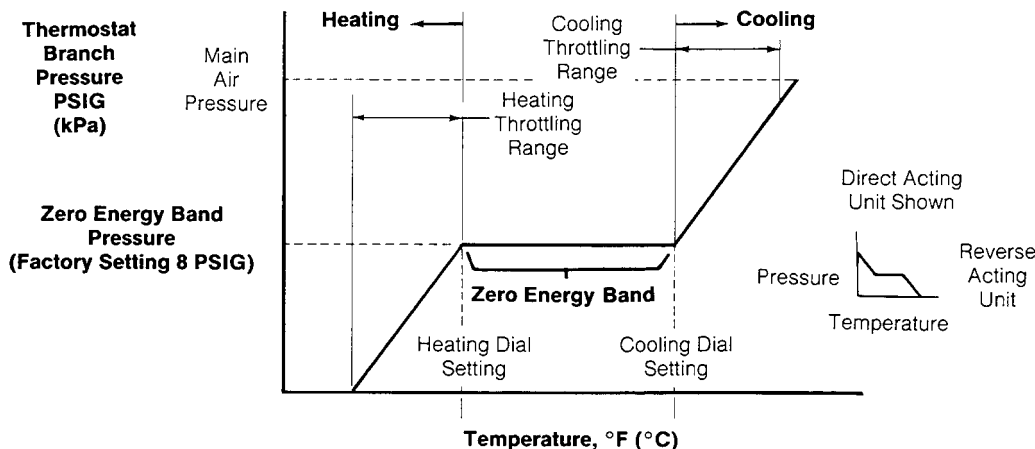 Thermostat
Branch
Pressure
PSIG
(kPa)
Main
Air
Pressure
Heating
Cooling
Throttling
Range
Cooling
Heating
Throttling
Range
Zero Energy Band
Pressure
(Factory Setting 8 PSIG)
Zero Energy Band
Direct Acting
Unit Shown
Pressure
Reverse
Acting
Unit
Temperature
Heating Dial
Setting
Cooling Dial
Setting
Temperature, °F (°C)